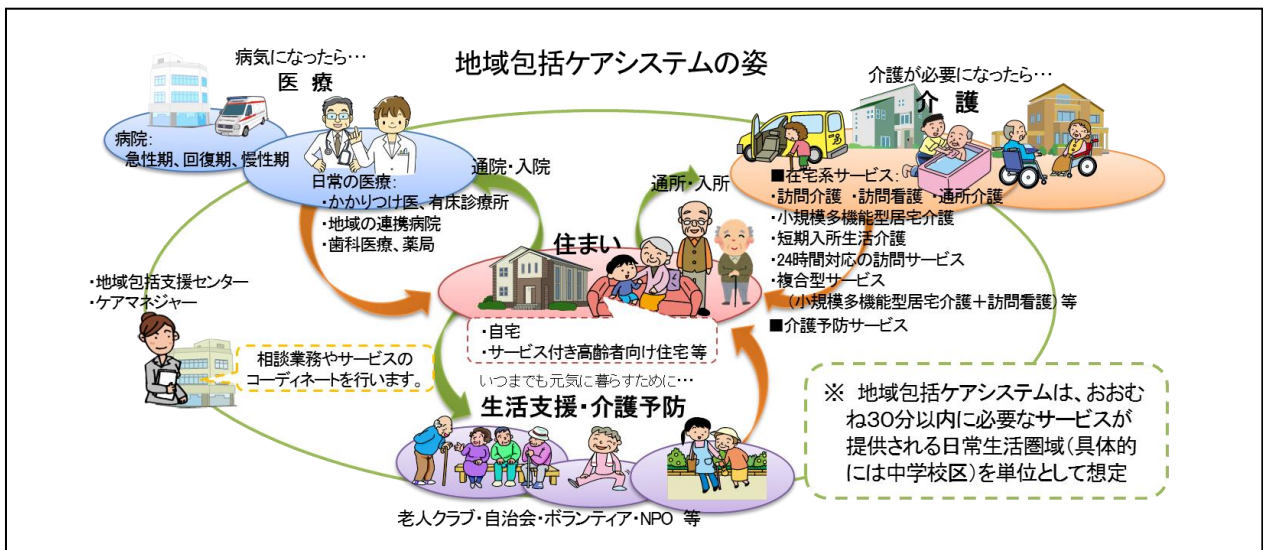 地域包括ケアシステムの姿
病気になったら…
医 療
病院:
急性期、回復期、慢性期
日常の医療:
・かかりつけ医、有床診療所
・地域の連携病院
・歯科医療、薬局
通院・入院
通所・入所
介護が必要になったら…
介 護
■在宅系サービス:
・訪問介護 ・訪問看護 ・通所介護
・小規模多機能型居宅介護
・短期入所生活介護
・24時間対応の訪問サービス
・複合型サービス
(小規模多機能型居宅介護+訪問看護)等
■介護予防サービス
住まい
・自宅
・サービス付き高齢者向け住宅等
・地域包括支援センター
・ケアマネジャー
相談業務やサービスの
コーディネートを行います。
いつまでも元気に暮らすために…
生活支援・介護予防
老人クラブ・自治会・ボランティア・NPO 等
※ 地域包括ケアシステムは、おおむ
ね30分以内に必要なサービスが
提供される日常生活圏域(具体的
には中学校区)を単位として想定